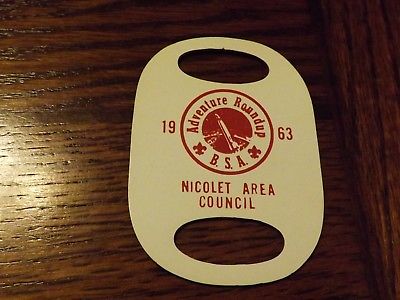 Adventure Roundup
19 63
B.S.A.
NICOLET AREA
COUNCIL